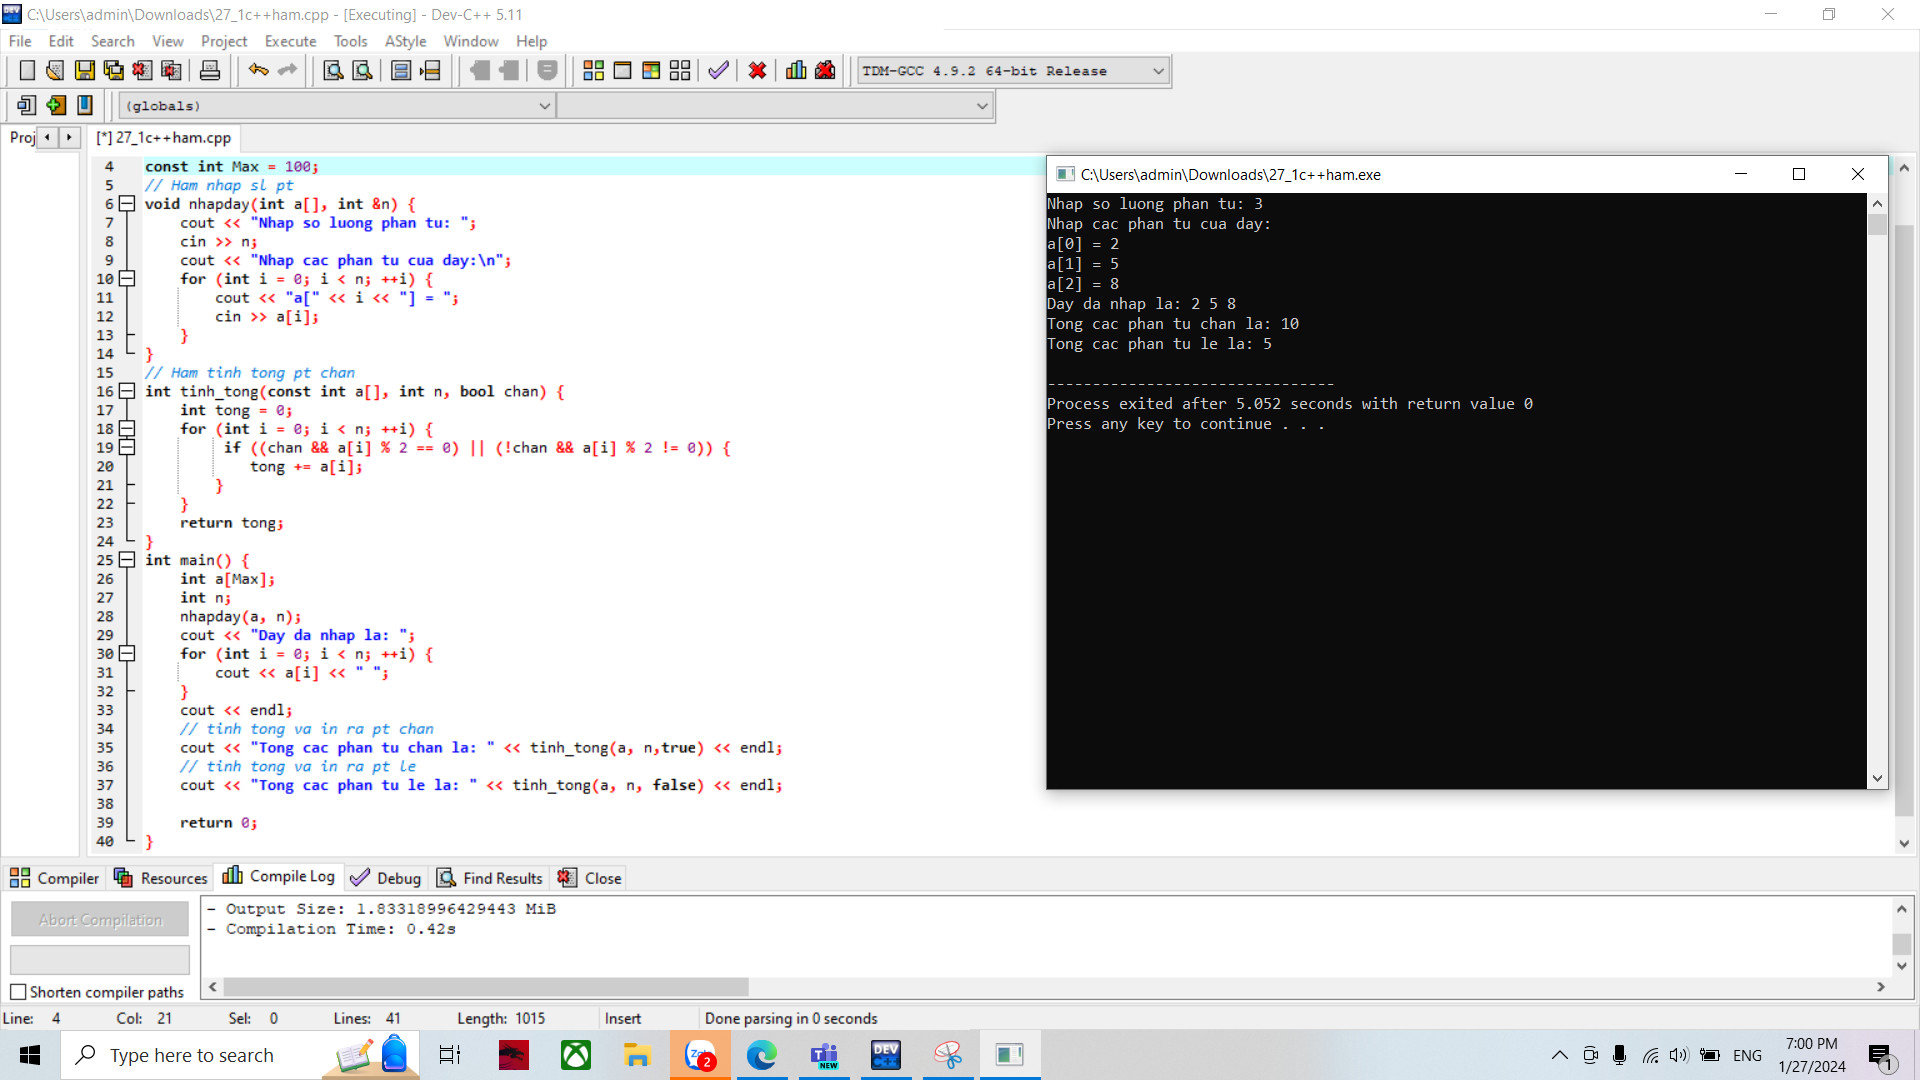 C:\Users\admin\Downloads\27_1c++ham.cpp - [Executing] - Dev-C++ 5.11
File Edit Search View Project Execute Tools AStyle Window Help
TDM-GCC 4.9.2 64-bit Release
(globals)
Proj [*] 27_1c++ham.cpp
4 const int Max = 100;
5 // Ham nhap sl pt
6 void nhapday(int a[], int &n) {
7 cout << "Nhap so luong phan tu: ";
8 cin >> n;
9 cout << "Nhap cac phan tu cua day:\n";
10 for (int i = 0; i < n; ++i) {
11 cout << "a[" << i << "] = ";
12 cin >> a[i];
13 }
14 }
15 // Ham tinh tong pt chan
16 int tinh_tong(const int a[], int n, bool chan) {
17 int tong = 0;
18 for (int i = 0; i < n; ++i) {
19 if ((chan && a[i] % 2 == 0) || (!chan && a[i] % 2 != 0)) {
20 tong += a[i];
21 }
22 }
23 return tong;
24 }
25 int main() {
26 int a[Max];
27 int n;
28 nhapday(a, n);
29 cout << "Day da nhap la: ";
30 for (int i = 0; i < n; ++i) {
31 cout << a[i] << " ";
32 }
33 cout << endl;
34 // tinh tong va in ra pt chan
35 cout << "Tong cac phan tu chan la: " << tinh_tong(a, n,true) << endl;
36 // tinh tong va in ra pt le
37 cout << "Tong cac phan tu le la: " << tinh_tong(a, n, false) << endl;
38
39 return 0;
40 }
C:\Users\admin\Downloads\27_1c++ham.exe
Nhap so luong phan tu: 3
Nhap cac phan tu cua day:
a[0] = 2
a[1] = 5
a[2] = 8
Day da nhap la: 2 5 8
Tong cac phan tu chan la: 10
Tong cac phan tu le la: 5
--------------------------------
Process exited after 5.052 seconds with return value 0
Press any key to continue . . .
Compiler Resources Compile Log Debug Find Results Close
Abort Compilation
Shorten compiler paths
- Output Size: 1.83318996429443 MiB
- Compilation Time: 0.42s
Line: 4 Col: 21 Sel: 0 Lines: 41 Length: 1015 Insert Done parsing in 0 seconds
Type here to search
2
NEW
DEV
C++
ENG
7:00 PM
1/27/2024
1